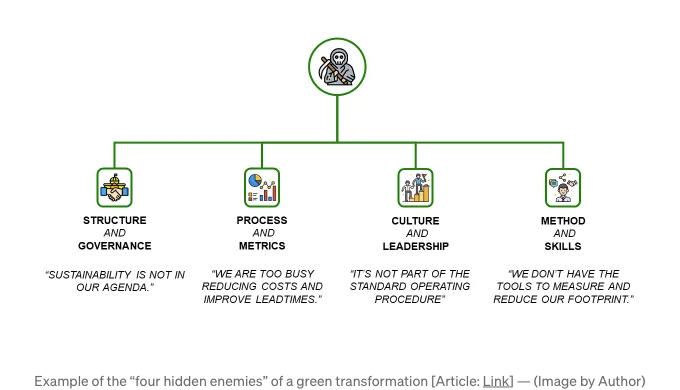 STRUCTURE
AND
GOVERNANCE
"SUSTAINABILITY IS NOT IN
OUR AGENDA."
PROCESS
AND
METRICS
"WE ARE TOO BUSY
REDUCING COSTS AND
IMPROVE LEADTIMES."
CULTURE
AND
LEADERSHIP
"IT'S NOT PART OF THE
STANDARD OPERATING
PROCEDURE"
METHOD
AND
SKILLS
"WE DON'T HAVE THE
TOOLS TO MEASURE AND
REDUCE OUR FOOTPRINT."
Example of the “four hidden enemies” of a green transformation [Article: Link] — (Image by Author)